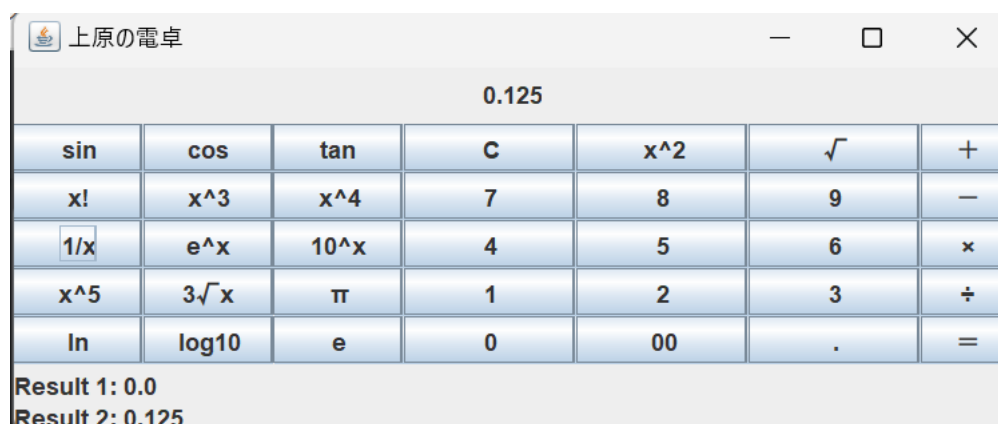 上原の電卓
0.125
sin cos tan C x^2 √ +
x! x^3 x^4 7 8 9 −
1/x e^x 10^x 4 5 6 ×
x^5 3√x π 1 2 3 ÷
ln log10 e 0 00 . =
Result 1: 0.0
Result 2: 0.125